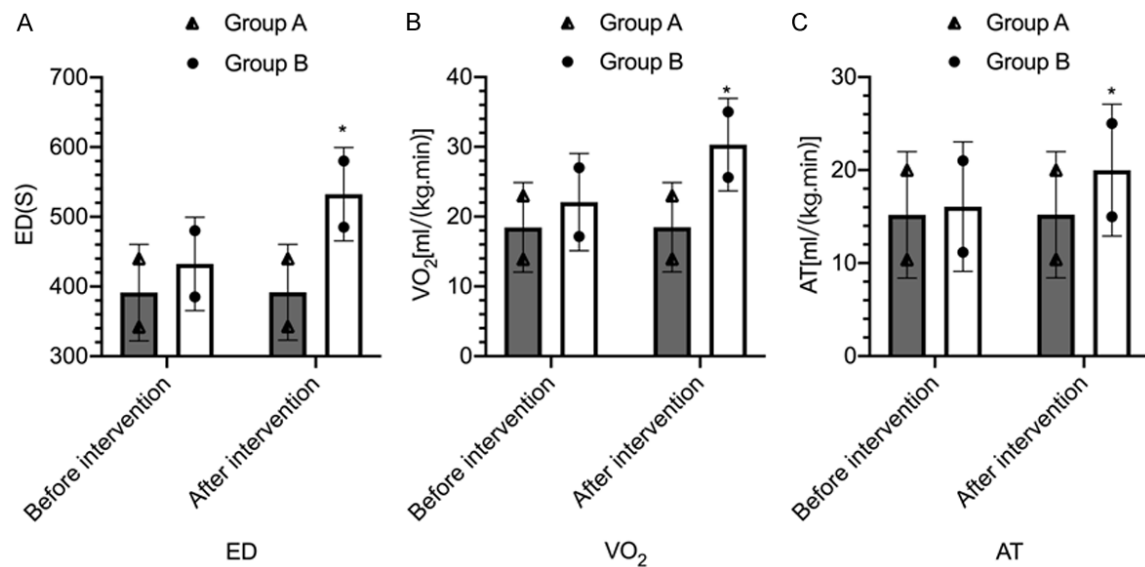 A
Group A
Group B
700
600
500
400
300
ED(S)
*
Before intervention
After intervention
ED
B
Group A
Group B
40
30
20
10
0
VO₂[ml/(kg.min)]
*
Before intervention
After intervention
VO₂
C
Group A
Group B
30
20
10
0
AT[ml/(kg.min)]
*
Before intervention
After intervention
AT